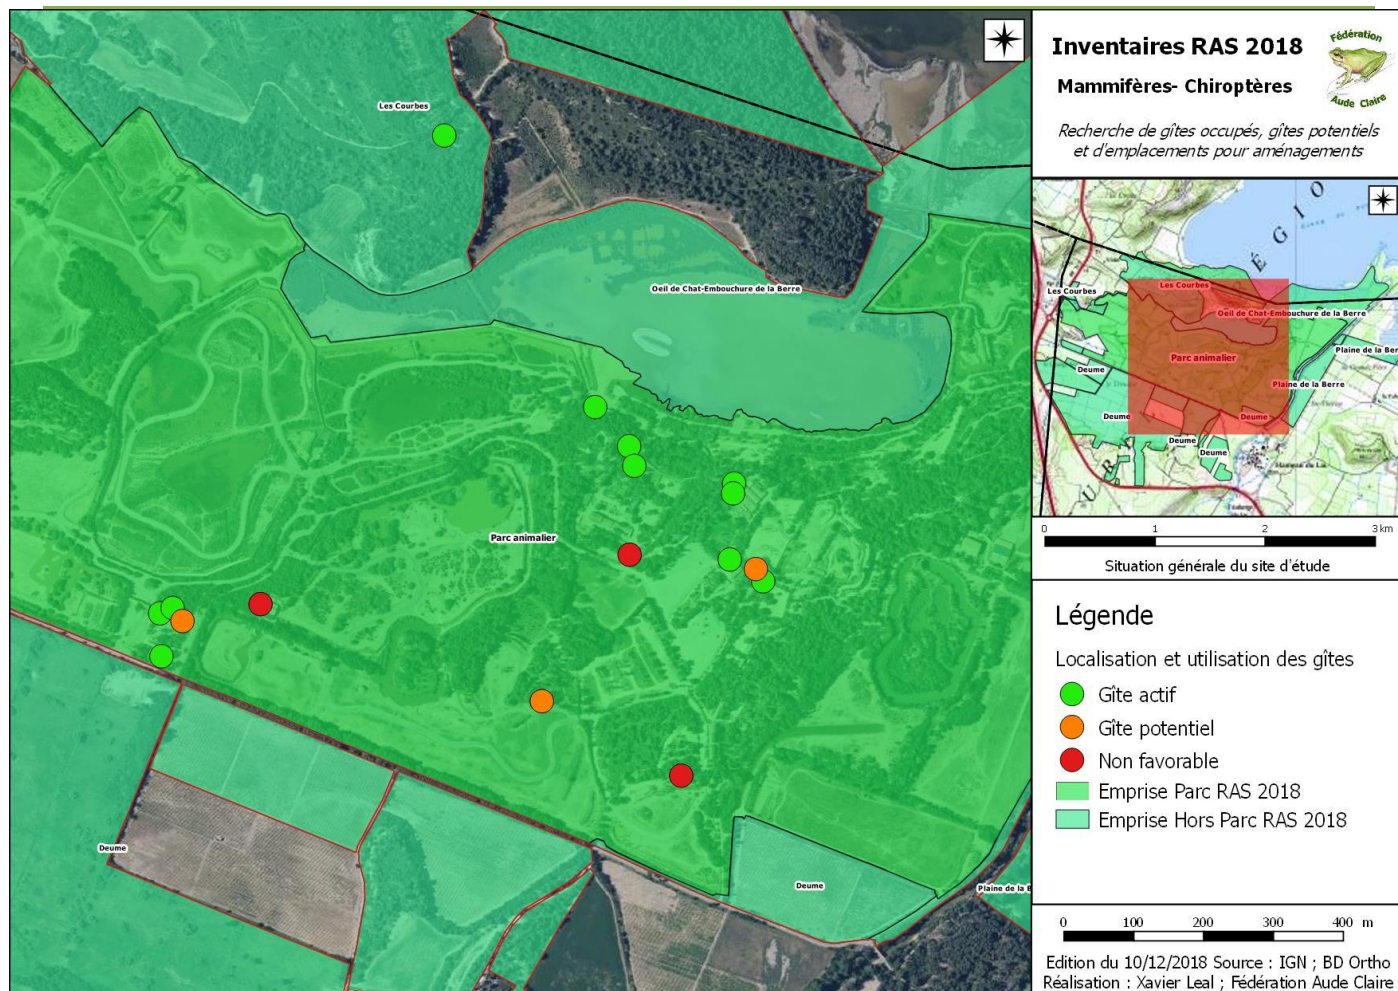 Les Courbes
Oeil de Chat-Embouchure de la Berre
Parc animalier
Deume
Deume
Plaine de la B
Inventaires RAS 2018
Mammifères- Chiroptères
Recherche de gîtes occupés, gîtes potentiels
et d'emplacements pour aménagements
Fédération
Aude Claire
É G I O
Les Courbes
Les Courbes
Oeil de Chat-Embouchure de la Berre
Parc animalier
Plaine de la Ber
Deume
Plaine de la Berre
Deume
Deume
Deume
Deume
Hameau du Lac
U R
0 1 2 3 km
Situation générale du site d'étude
Légende
Localisation et utilisation des gîtes
Gîte actif
Gîte potentiel
Non favorable
Emprise Parc RAS 2018
Emprise Hors Parc RAS 2018
0 100 200 300 400 m
Edition du 10/12/2018 Source : IGN ; BD Ortho
Réalisation : Xavier Leal ; Fédération Aude Claire